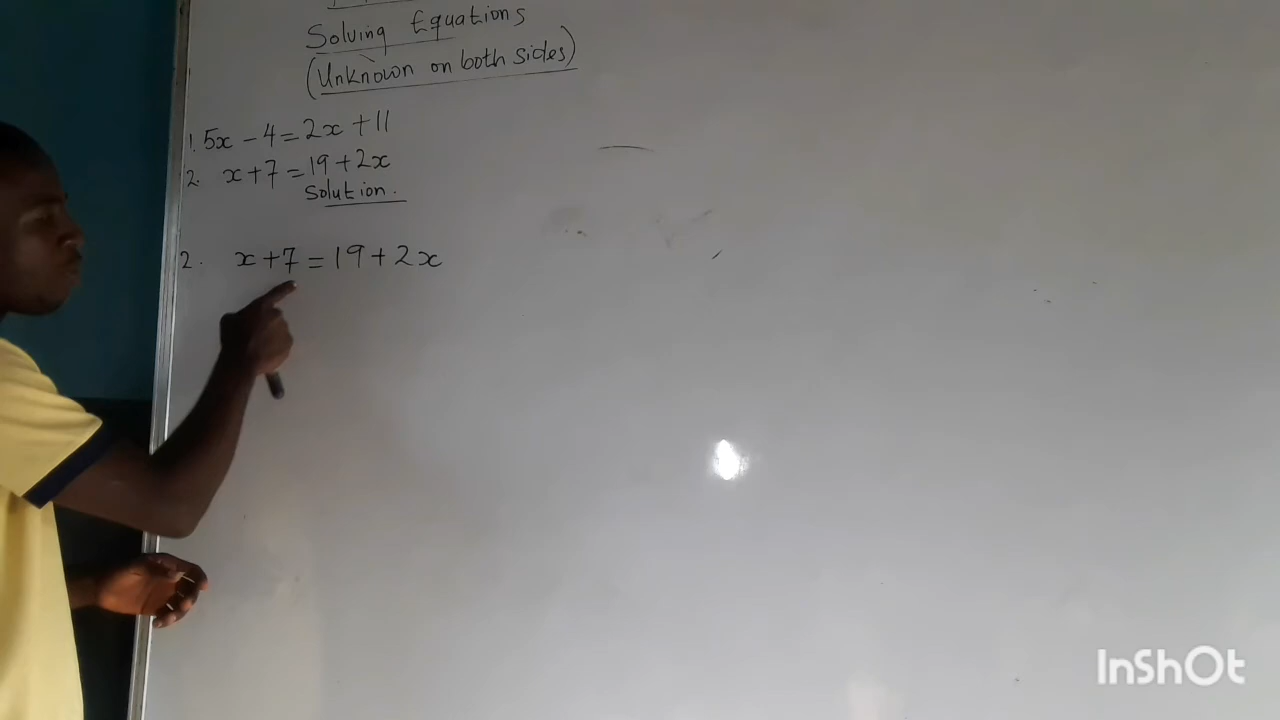 Solving Equations
(Unknown on both sides)
1. 5x - 4 = 2x + 11
2. x + 7 = 19 + 2x
Solution.
2. x + 7 = 19 + 2x
InShOt